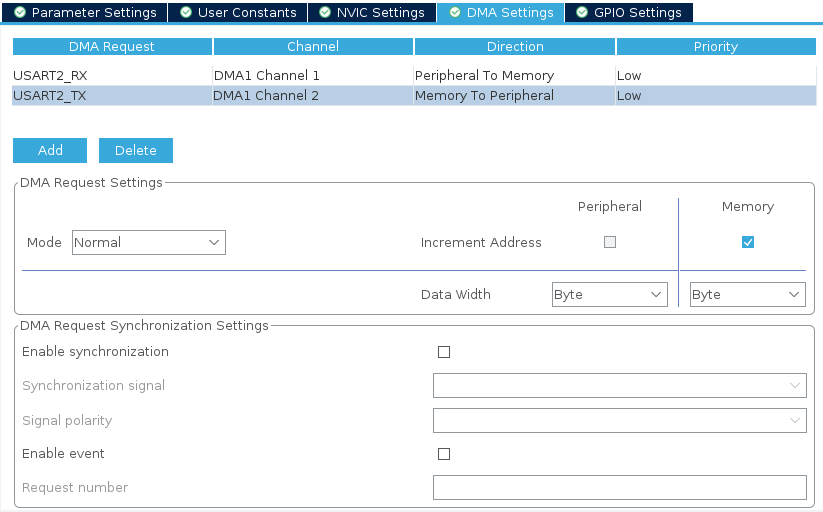 Parameter Settings User Constants NVIC Settings DMA Settings GPIO Settings
DMA Request Channel Direction Priority
USART2_RX DMA1 Channel 1 Peripheral To Memory Low
USART2_TX DMA1 Channel 2 Memory To Peripheral Low
Add Delete
DMA Request Settings
Peripheral Memory
Mode Normal Increment Address
Data Width Byte Byte
DMA Request Synchronization Settings
Enable synchronization
Synchronization signal
Signal polarity
Enable event
Request number